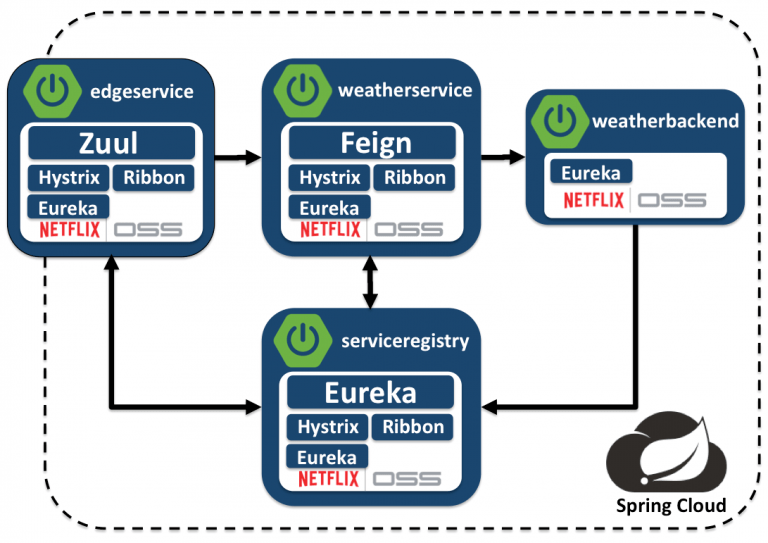 edgeservice
Zuul
Hystrix Ribbon
Eureka
NETFLIX OSS
weatherservice
Feign
Hystrix Ribbon
Eureka
NETFLIX OSS
weatherbackend
Eureka
NETFLIX OSS
serviceregistry
Eureka
Hystrix Ribbon
Eureka
NETFLIX OSS
Spring Cloud